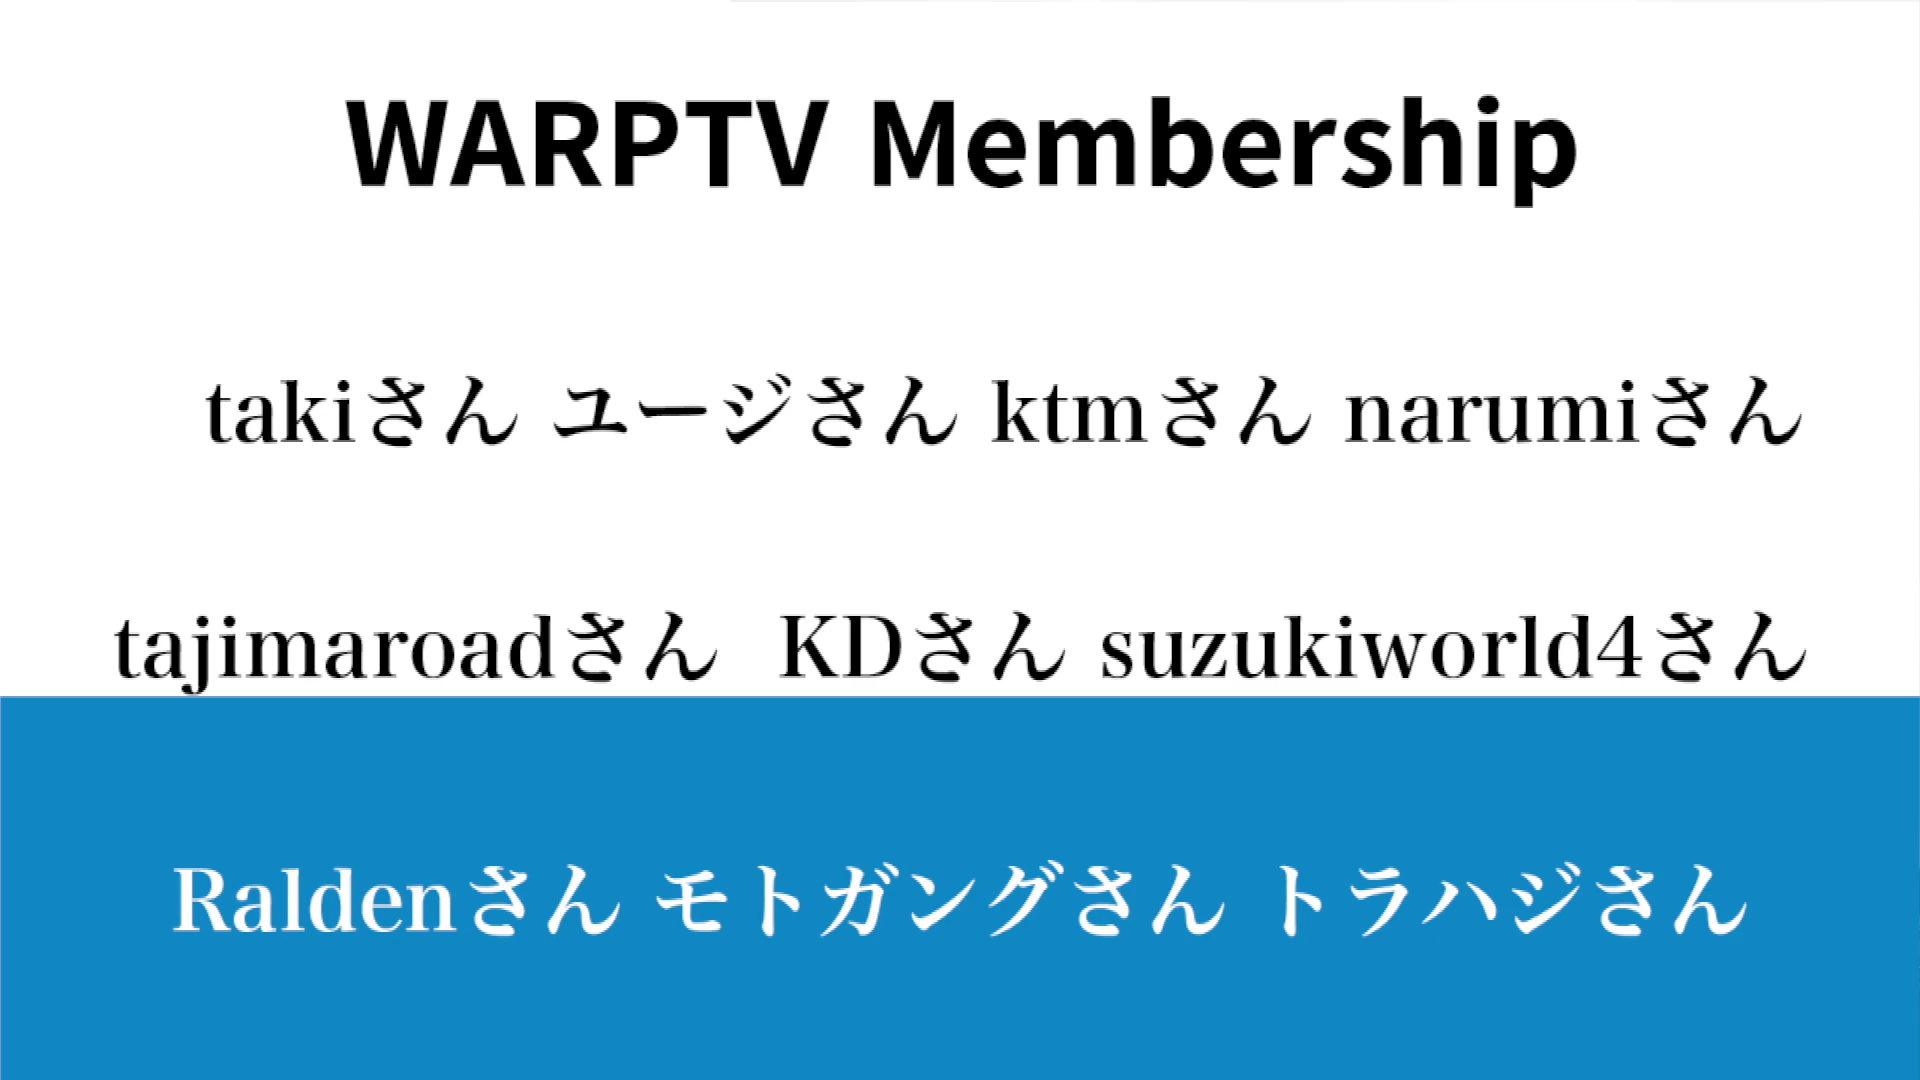 WARPTV Membership
takiさん ユージさん ktmさん narumiさん
tajimaroadさん KDさん suzukiworld4さん
Raldenさん モトガングさん トラハジさん